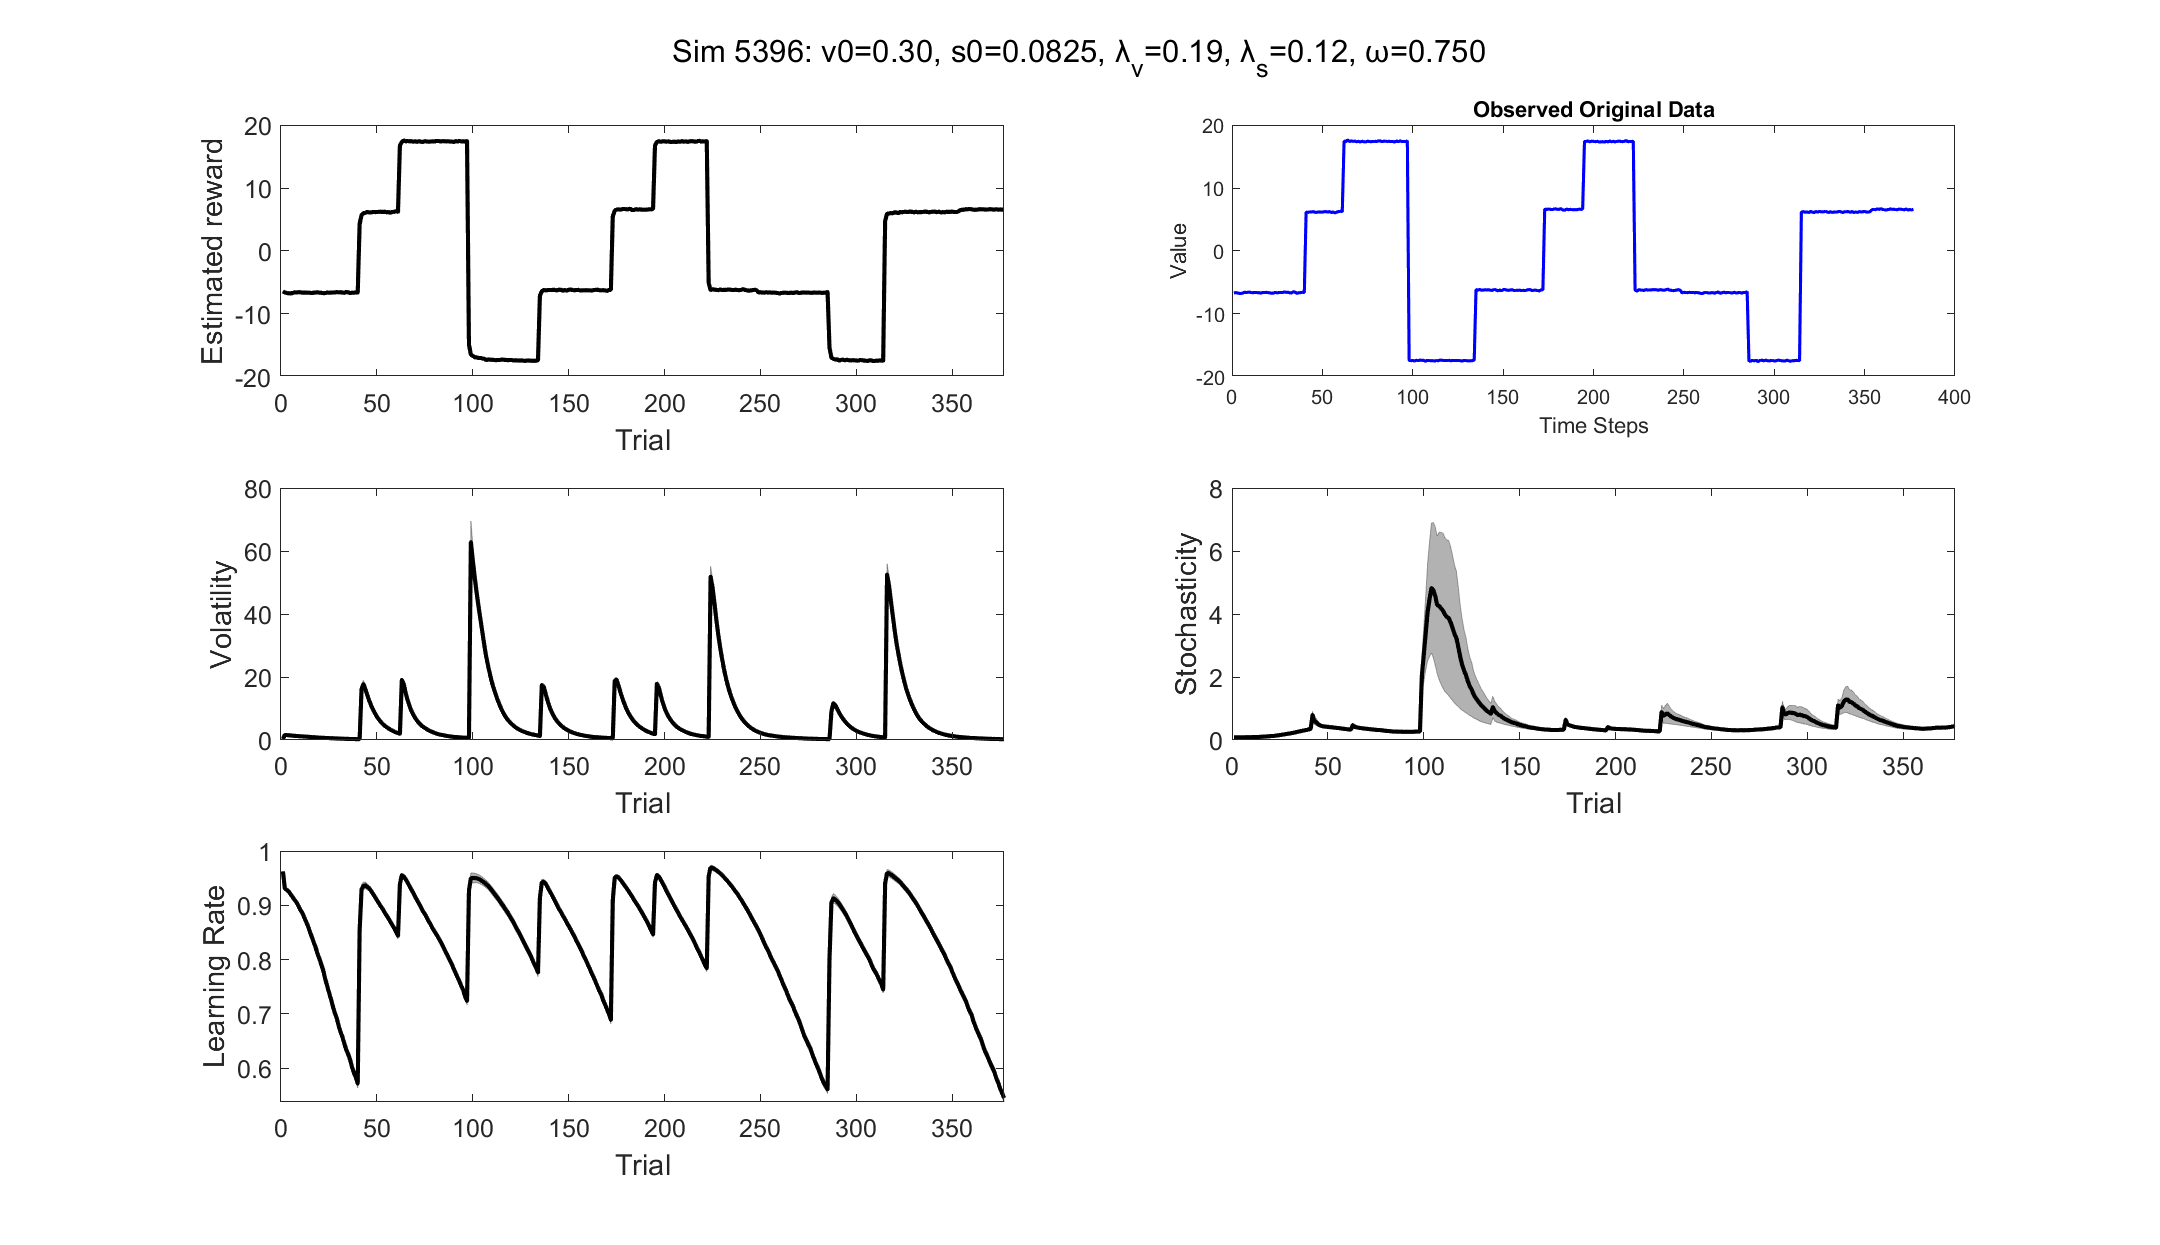 Sim 5396: v0=0.30, s0=0.0825, λv=0.19, λs=0.12, ω=0.750
Estimated reward
20
10
0
-10
-20
0 50 100 150 200 250 300 350
Trial
Observed Original Data
Value
20
10
0
-10
-20
0 50 100 150 200 250 300 350 400
Time Steps
Volatility
80
60
40
20
0
0 50 100 150 200 250 300 350
Trial
Stochasticity
8
6
4
2
0
0 50 100 150 200 250 300 350
Trial
Learning Rate
1
0.9
0.8
0.7
0.6
0 50 100 150 200 250 300 350
Trial